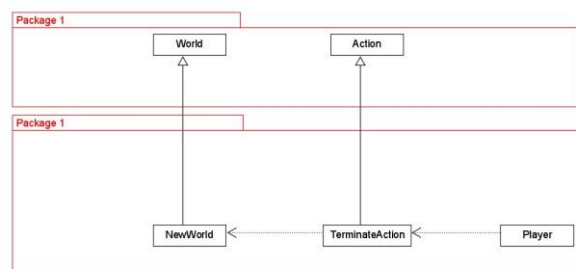 Package 1
World
Action
Package 1
NewWorld
TerminateAction
Player